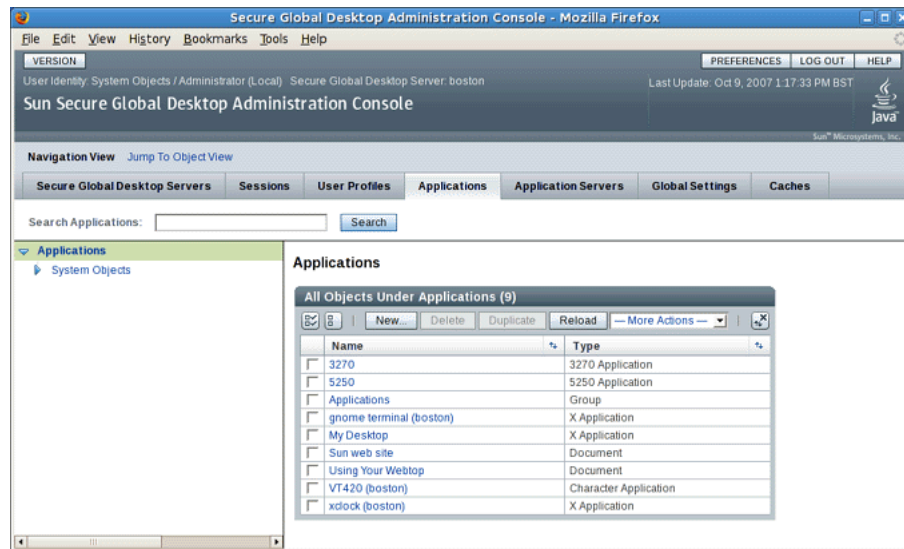 Secure Global Desktop Administration Console - Mozilla Firefox
File Edit View History Bookmarks Tools Help
VERSION PREFERENCES LOG OUT HELP
User Identity: System Objects / Administrator (Local) Secure Global Desktop Server: boston Last Update: Oct 9, 2007 1:17:33 PM BST
Sun Secure Global Desktop Administration Console
Java
Sun™ Microsystems, Inc.
Navigation View Jump To Object View
Secure Global Desktop Servers Sessions User Profiles Applications Application Servers Global Settings Caches
Search Applications: Search
Applications
System Objects
Applications
All Objects Under Applications (9)
New... Delete Duplicate Reload — More Actions —
Name Type
3270 3270 Application
5250 5250 Application
Applications Group
gnome terminal (boston) X Application
My Desktop X Application
Sun web site Document
Using Your Webtop Document
VT420 (boston) Character Application
xclock (boston) X Application